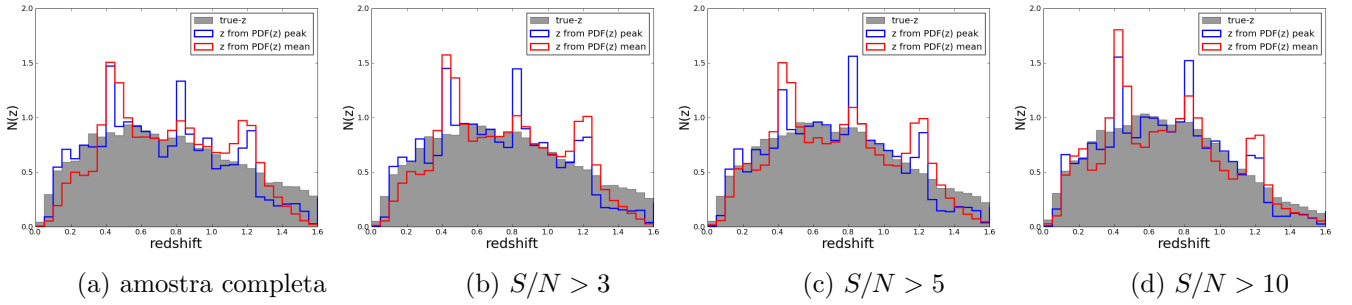 2.0
1.5
1.0
0.5
0.0
N(z)
0.0 0.2 0.4 0.6 0.8 1.0 1.2 1.4 1.6
redshift
true-z
z from PDF(z) peak
z from PDF(z) mean
(a) amostra completa
2.0
1.5
1.0
0.5
0.0
N(z)
0.0 0.2 0.4 0.6 0.8 1.0 1.2 1.4 1.6
redshift
true-z
z from PDF(z) peak
z from PDF(z) mean
(b) S/N > 3
2.0
1.5
1.0
0.5
0.0
N(z)
0.0 0.2 0.4 0.6 0.8 1.0 1.2 1.4 1.6
redshift
true-z
z from PDF(z) peak
z from PDF(z) mean
(c) S/N > 5
2.0
1.5
1.0
0.5
0.0
N(z)
0.0 0.2 0.4 0.6 0.8 1.0 1.2 1.4 1.6
redshift
true-z
z from PDF(z) peak
z from PDF(z) mean
(d) S/N > 10